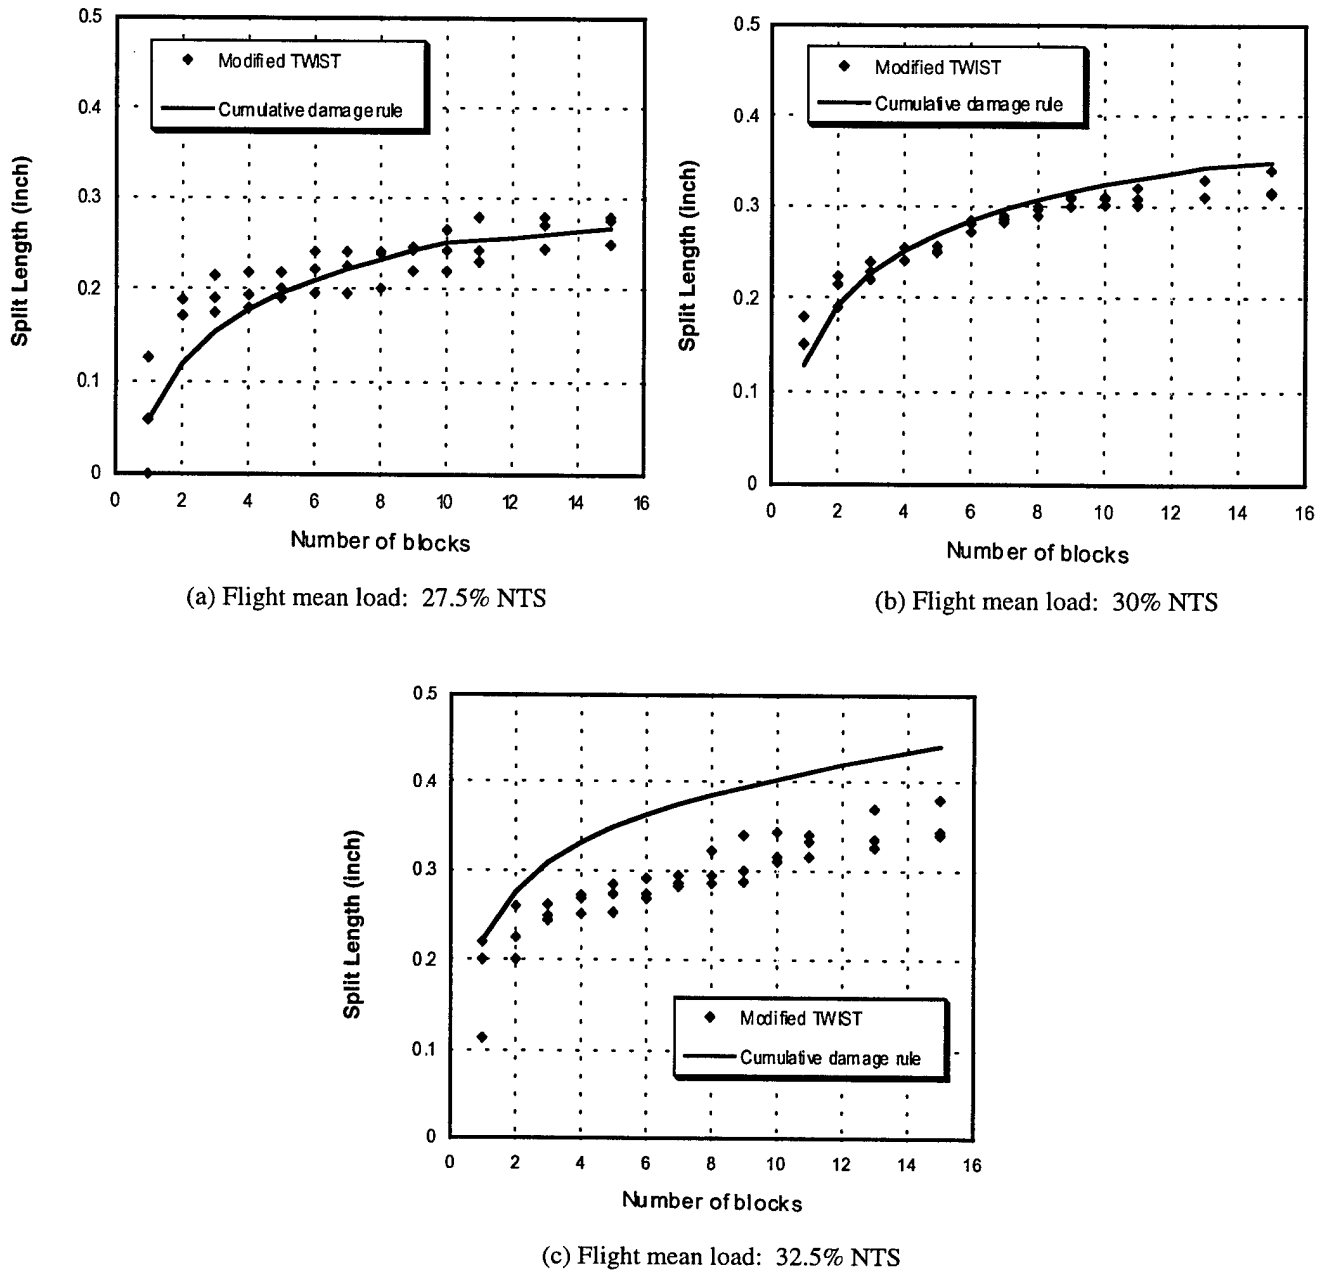 0.5
0.4
0.3
0.2
0.1
0
Split Length (inch)
Modified TWIST
Cumulative damage rule
0 2 4 6 8 10 12 14 16
Number of blocks
(a) Flight mean load: 27.5% NTS
0.5
0.4
0.3
0.2
0.1
0
Split Length (inch)
Modified TWIST
Cumulative damage rule
0 2 4 6 8 10 12 14 16
Number of blocks
(b) Flight mean load: 30% NTS
0.5
0.4
0.3
0.2
0.1
0
Split Length (inch)
Modified TWIST
Cumulative damage rule
0 2 4 6 8 10 12 14 16
Number of blocks
(c) Flight mean load: 32.5% NTS